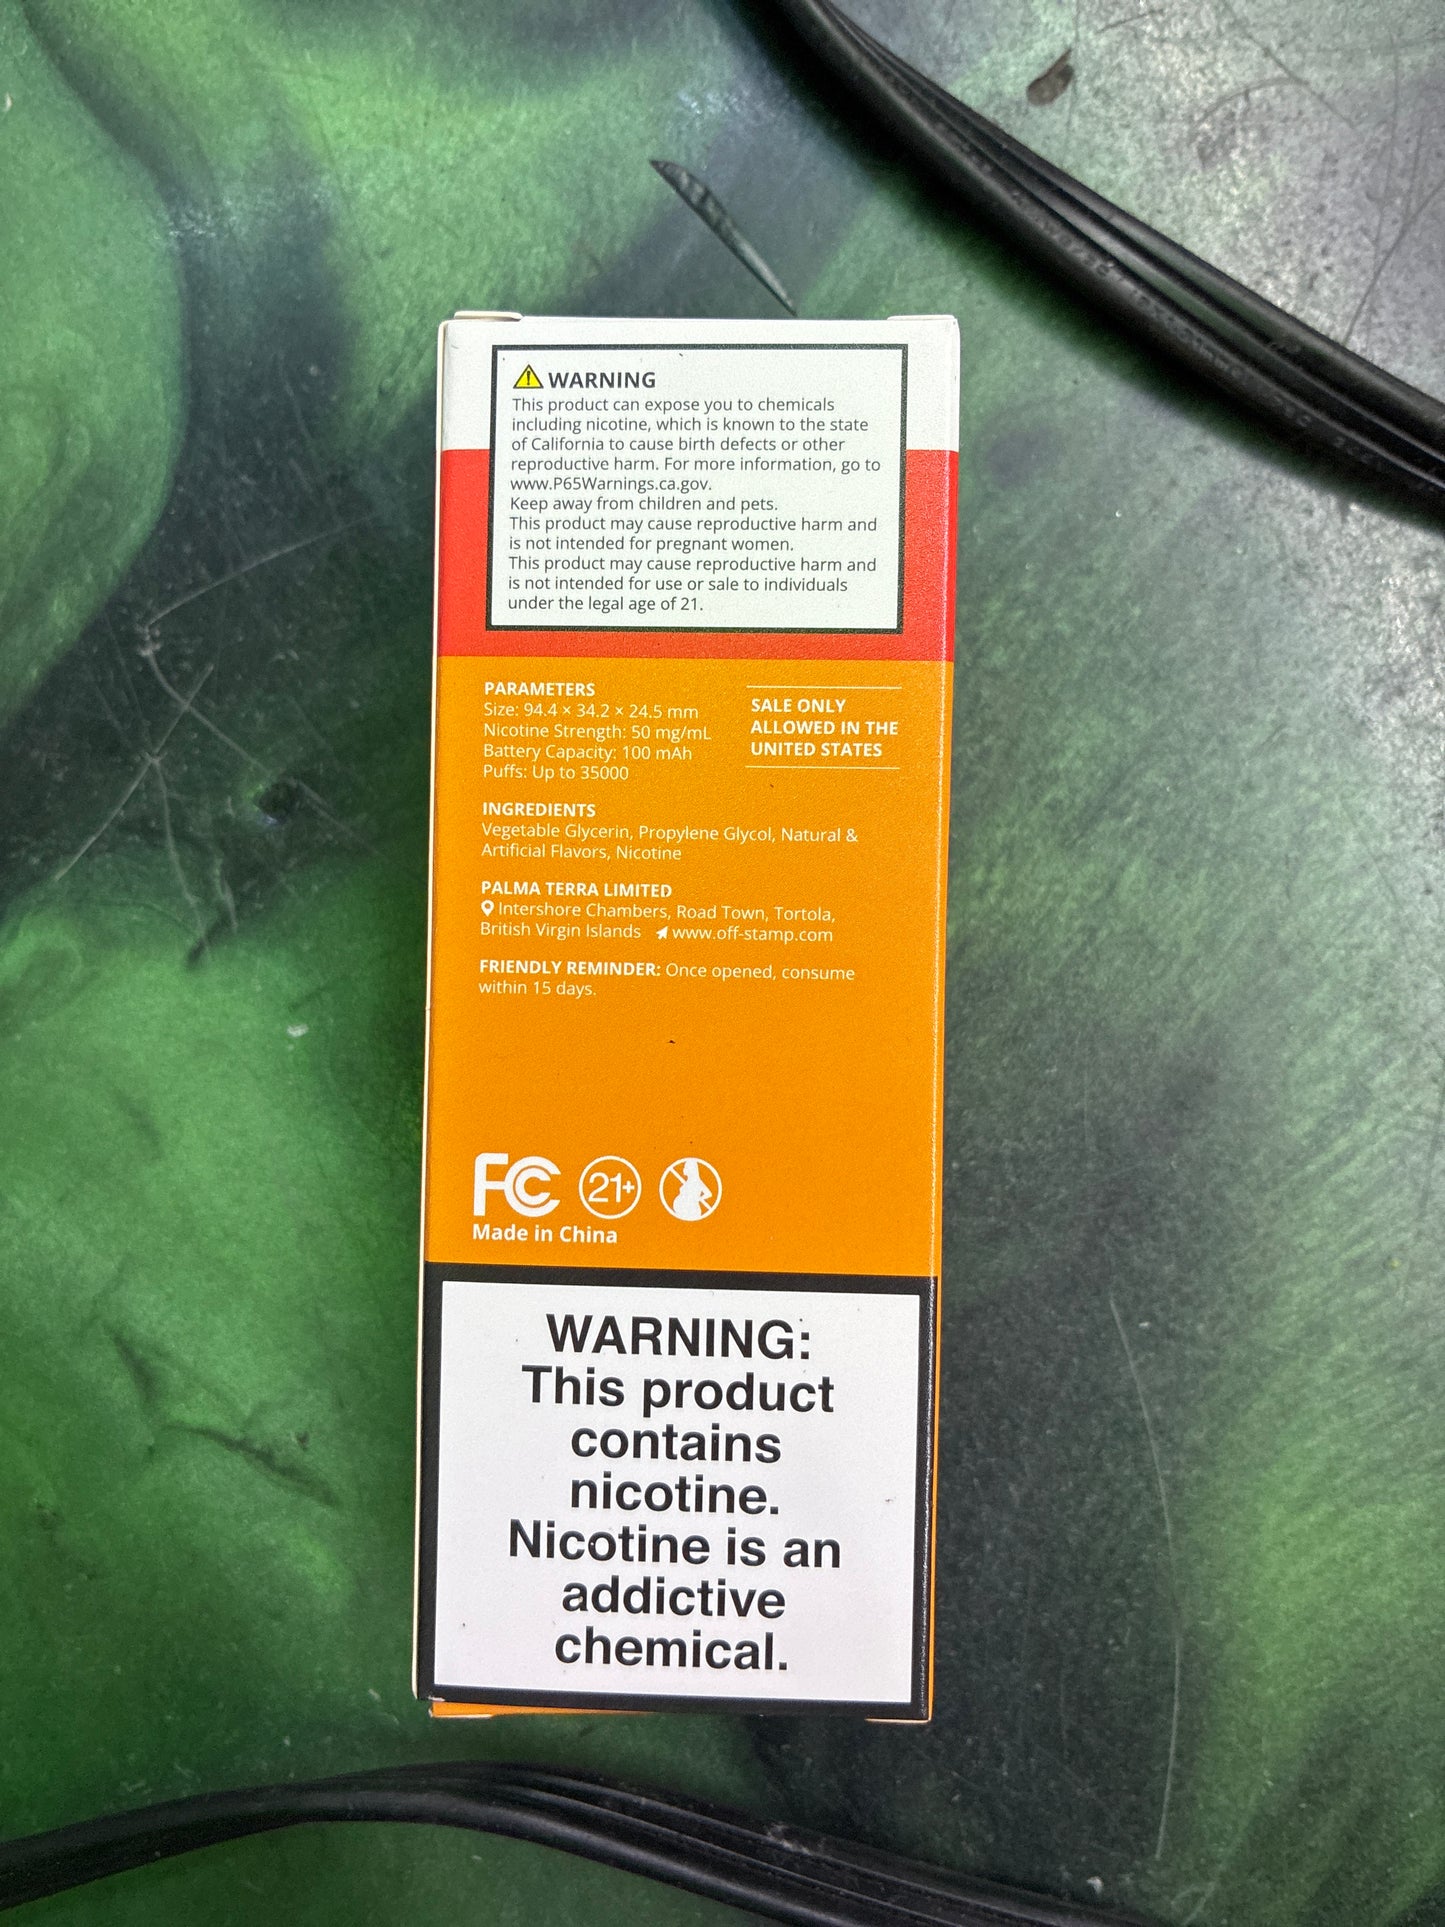 WARNING
This product can expose you to chemicals
including nicotine, which is known to the state
of California to cause birth defects or other
reproductive harm. For more information, go to
www.P65Warnings.ca.gov.
Keep away from children and pets.
This product may cause reproductive harm and
is not intended for pregnant women.
This product may cause reproductive harm and
is not intended for use or sale to individuals
under the legal age of 21.
PARAMETERS
Size: 94.4 × 34.2 × 24.5 mm
Nicotine Strength: 50 mg/mL
Battery Capacity: 100 mAh
Puffs: Up to 35000
SALE ONLY
ALLOWED IN THE
UNITED STATES
INGREDIENTS
Vegetable Glycerin, Propylene Glycol, Natural &
Artificial Flavors, Nicotine
PALMA TERRA LIMITED
Intershore Chambers, Road Town, Tortola,
British Virgin Islands www.off-stamp.com
FRIENDLY REMINDER: Once opened, consume
within 15 days.
FC 21+
Made in China
WARNING:
This product
contains
nicotine.
Nicotine is an
addictive
chemical.